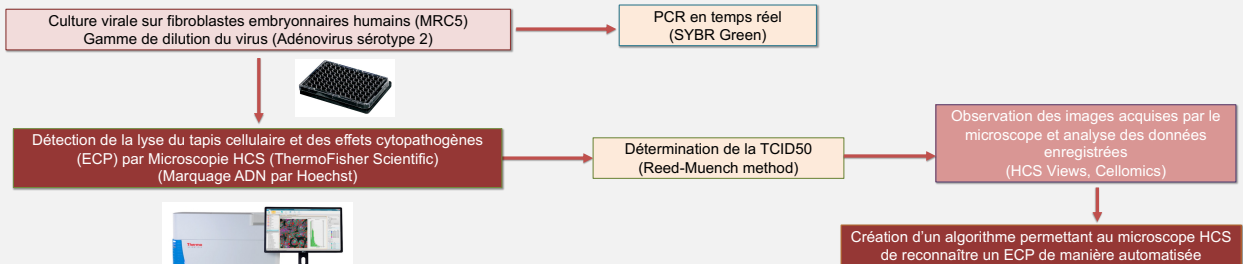 Culture virale sur fibroblastes embryonnaires humains (MRC5)
Gamme de dilution du virus (Adénovirus sérotype 2)
PCR en temps réel
(SYBR Green)
Détection de la lyse du tapis cellulaire et des effets cytopathogènes
(ECP) par Microscopie HCS (ThermoFisher Scientific)
(Marquage ADN par Hoechst)
Détermination de la TCID50
(Reed-Muench method)
Observation des images acquises par le
microscope et analyse des données
enregistrées
(HCS Views, Cellomics)
Création d'un algorithme permettant au microscope HCS
de reconnaître un ECP de manière automatisée
Thermo